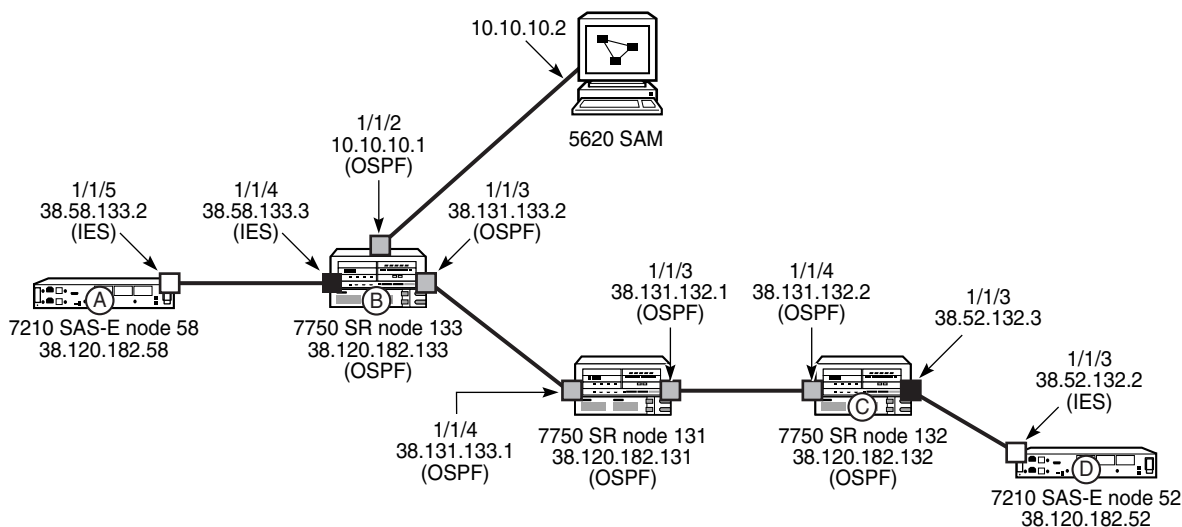 10.10.10.2
5620 SAM
1/1/2
10.10.10.1
(OSPF)
1/1/5
38.58.133.2
(IES)
1/1/4
38.58.133.3
(IES)
1/1/3
38.131.133.2
(OSPF)
A
7210 SAS-E node 58
38.120.182.58
B
7750 SR node 133
38.120.182.133
(OSPF)
1/1/3
38.131.132.1
(OSPF)
1/1/4
38.131.132.2
(OSPF)
1/1/3
38.52.132.3
1/1/3
38.52.132.2
(IES)
1/1/4
38.131.133.1
(OSPF)
7750 SR node 131
38.120.182.131
(OSPF)
C
7750 SR node 132
38.120.182.132
(OSPF)
D
7210 SAS-E node 52
38.120.182.52